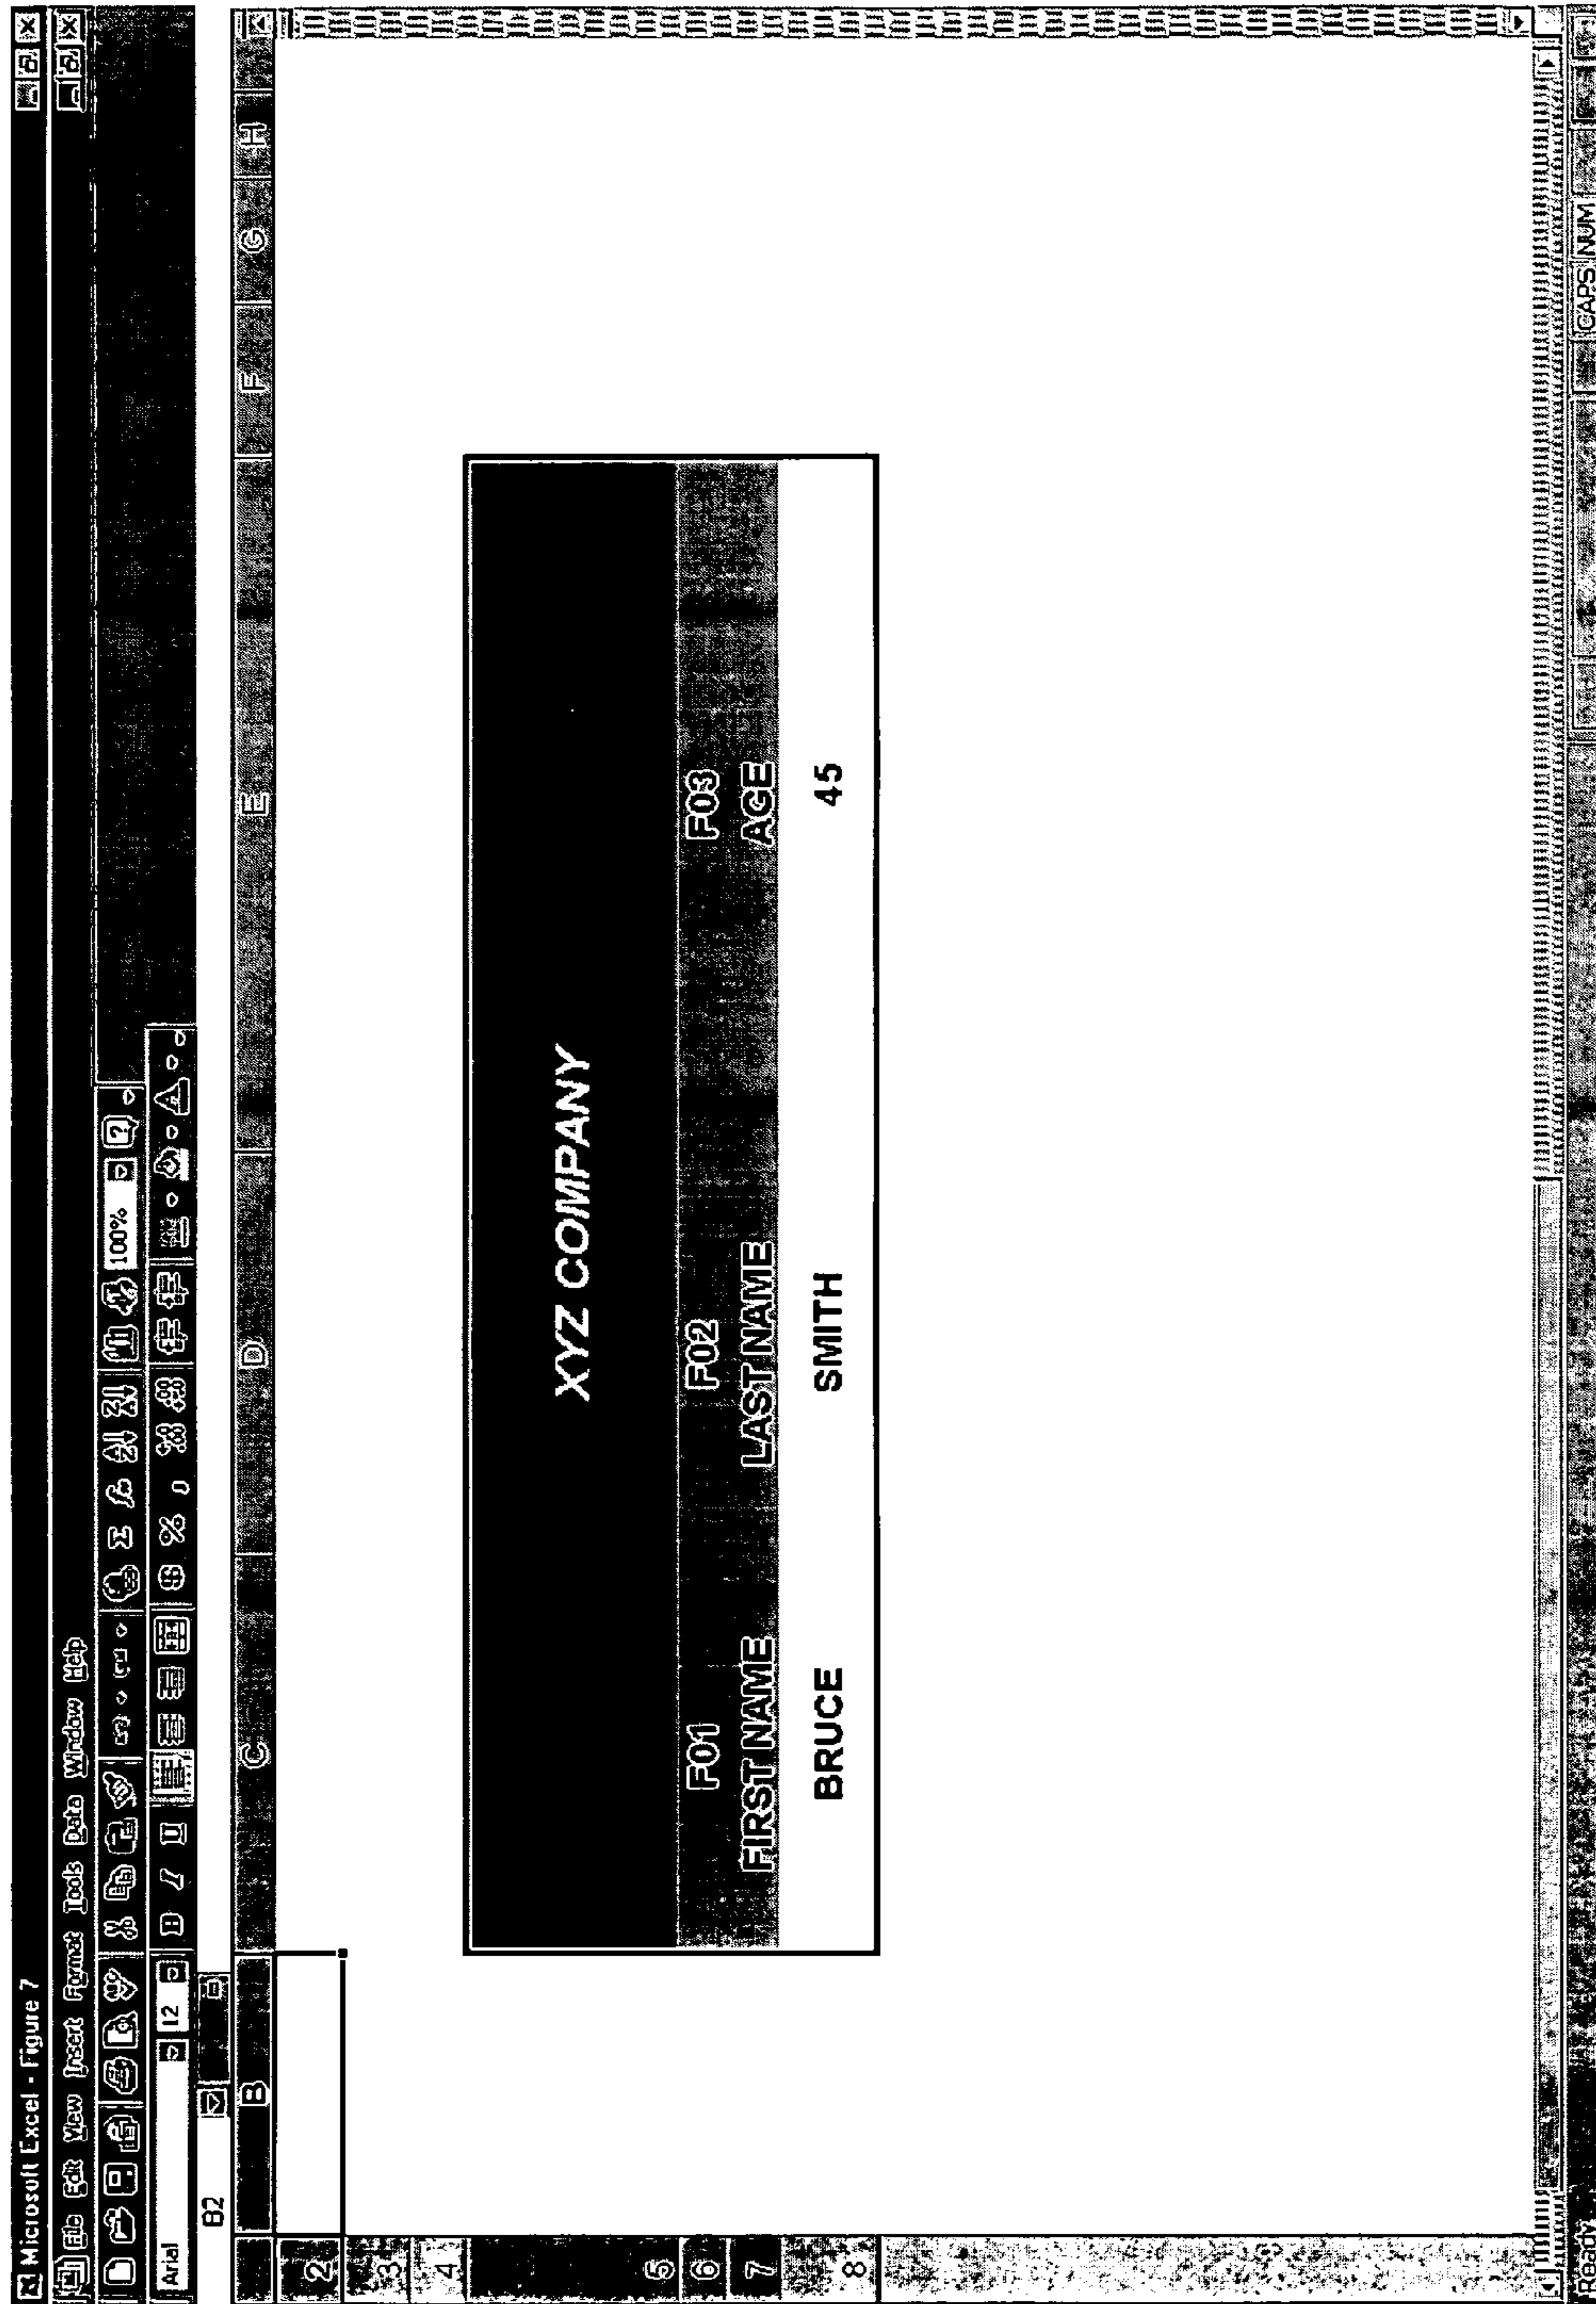 Microsoft Excel - Figure 7
File Edit View Insert Format Tools Data Window Help
100%
Arial 12 B I U $ % ,
B2
B C D E F G H
2
3
4
5 XYZ COMPANY
6 F01 F02 F03
7 FIRST NAME LAST NAME AGE
8 BRUCE SMITH 45
Ready CAPS NUM